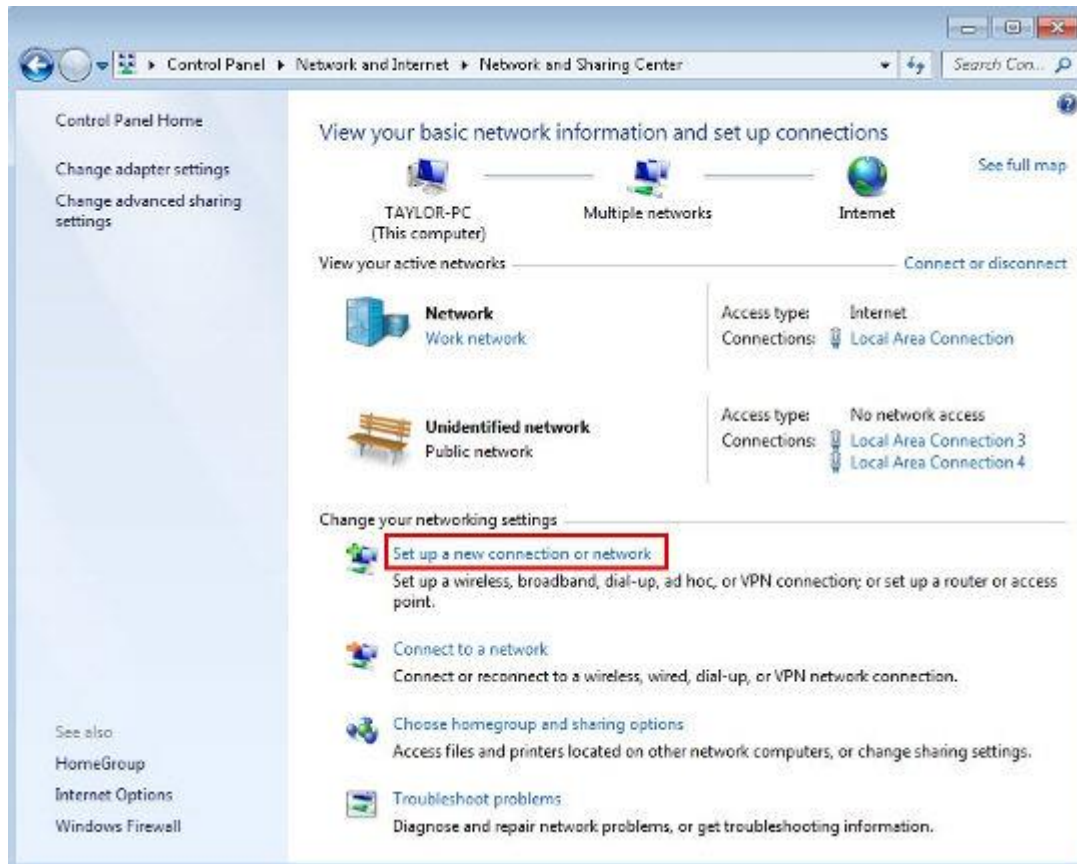 Control Panel ▸ Network and Internet ▸ Network and Sharing Center
Search Con...
Control Panel Home
Change adapter settings
Change advanced sharing
settings
See also
HomeGroup
Internet Options
Windows Firewall
View your basic network information and set up connections
See full map
TAYLOR-PC
(This computer)
Multiple networks
Internet
View your active networks
Connect or disconnect
Network
Work network
Access type: Internet
Connections: Local Area Connection
Unidentified network
Public network
Access type: No network access
Connections: Local Area Connection 3
Local Area Connection 4
Change your networking settings
Set up a new connection or network
Set up a wireless, broadband, dial-up, ad hoc, or VPN connection; or set up a router or access
point.
Connect to a network
Connect or reconnect to a wireless, wired, dial-up, or VPN network connection.
Choose homegroup and sharing options
Access files and printers located on other network computers, or change sharing settings.
Troubleshoot problems
Diagnose and repair network problems, or get troubleshooting information.